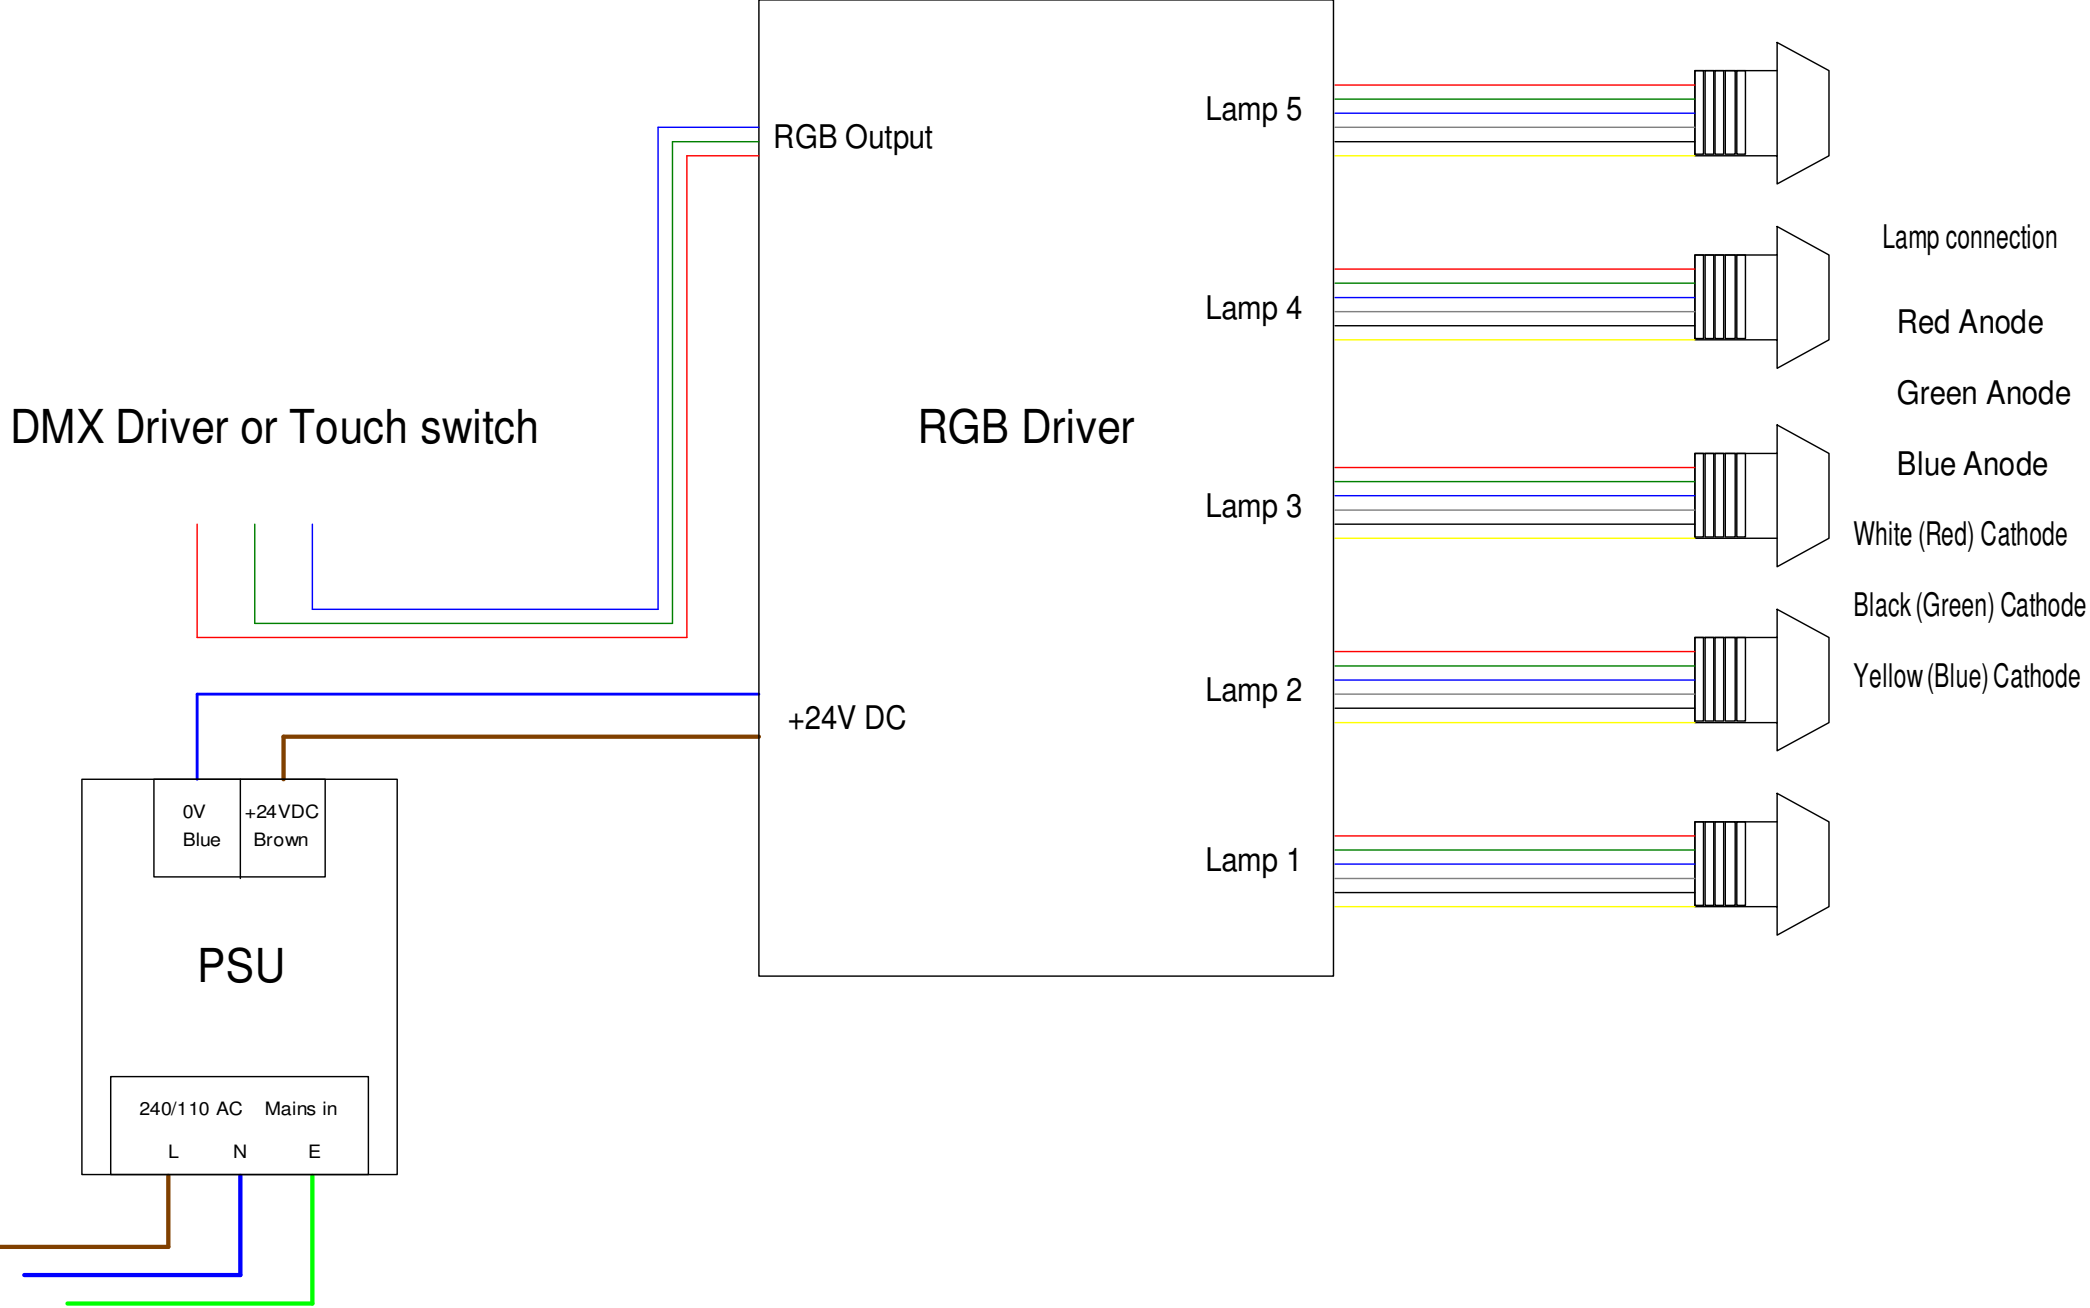 Lamp 5
RGB Output
Lamp connection
Lamp 4
Red Anode
Green Anode
DMX Driver or Touch switch
RGB Driver
Blue Anode
Lamp 3
White (Red) Cathode
Black (Green) Cathode
Yellow (Blue) Cathode
Lamp 2
+24V DC
0V
Blue
+24VDC
Brown
Lamp 1
PSU
240/110 AC Mains in
L N E